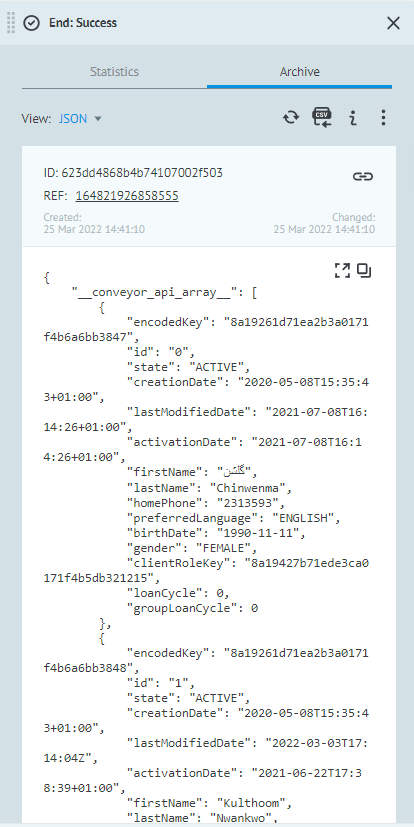 End: Success
Statistics
Archive
View: JSON
CSV
ID: 623dd4868b4b74107002f503
REF: 164821926858555
Created:
Changed:
25 Mar 2022 14:41:10
25 Mar 2022 14:41:10
{
"__conveyor_api_array__": [
{
"encodedKey": "8a19261d71ea2b3a0171
f4b6a6bb3847",
"id": "0",
"state": "ACTIVE",
"creationDate": "2020-05-08T15:35:4
3+01:00",
"lastModifiedDate": "2021-07-08T16:
14:26+01:00",
"activationDate": "2021-07-08T16:1
4:26+01:00",
"firstName": "گلشن",
"lastName": "Chinwenma",
"homePhone": "2313593",
"preferredLanguage": "ENGLISH",
"birthDate": "1990-11-11",
"gender": "FEMALE",
"clientRoleKey": "8a19427b71ede3ca0
171f4b5db321215",
"loanCycle": 0,
"groupLoanCycle": 0
},
{
"encodedKey": "8a19261d71ea2b3a0171
f4b6a6bb3848",
"id": "1",
"state": "ACTIVE",
"creationDate": "2020-05-08T15:35:4
3+01:00",
"lastModifiedDate": "2022-03-03T17:
14:04Z",
"activationDate": "2021-06-22T17:3
8:39+01:00",
"firstName": "Kulthoom",
"lastName": "Nwankwo",